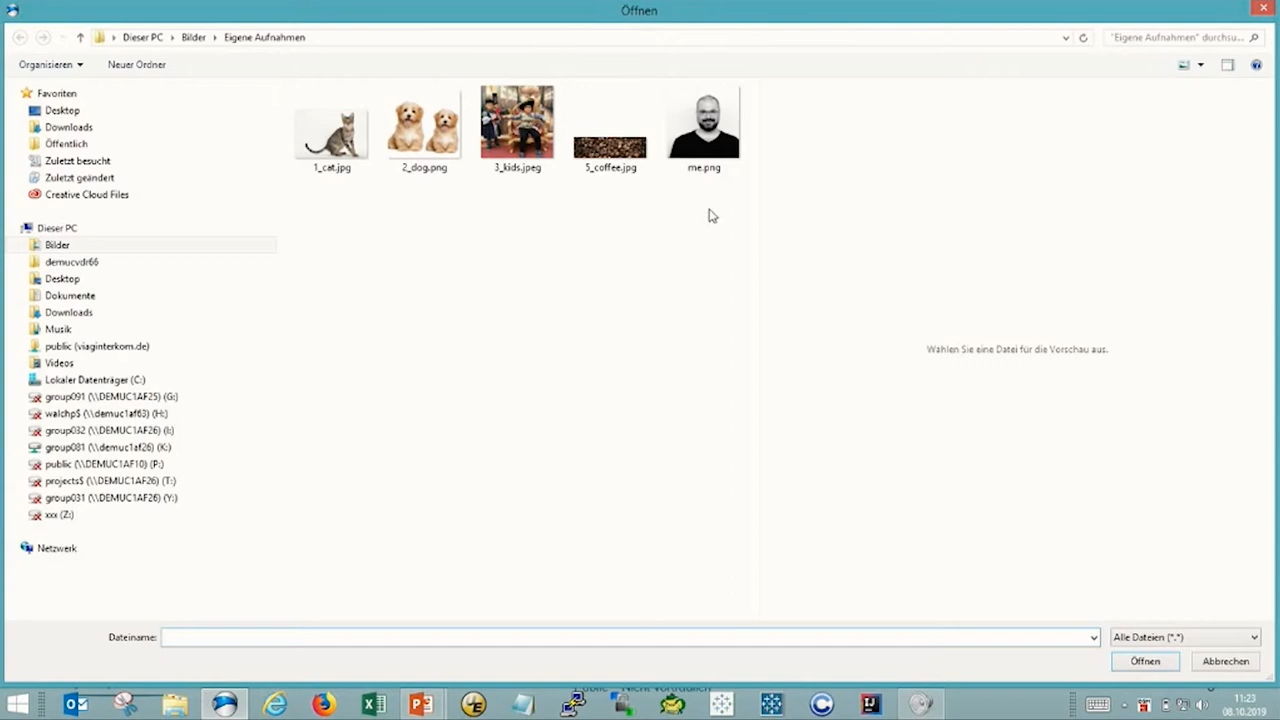 Öffnen
Dieser PC Bilder Eigene Aufnahmen
"Eigene Aufnahmen" durchsu...
Organisieren Neuer Ordner
Favoriten
Desktop
Downloads
Öffentlich
Zuletzt besucht
Zuletzt geändert
Creative Cloud Files
Dieser PC
Bilder
demucvdr66
Desktop
Dokumente
Downloads
Musik
public (viaginterkom.de)
Videos
Lokaler Datenträger (C:)
group091 (\\DEMUC1AF25) (G:)
walchp$ (\\demuc1af63) (H:)
group032 (\\DEMUC1AF26) (I:)
group081 (\\demuc1af26) (K:)
public (\\DEMUC1AF10) (P:)
projects$ (\\DEMUC1AF26) (T:)
group031 (\\DEMUC1AF26) (Y:)
xxx (Z:)
Netzwerk
1_cat.jpg
2_dog.png
3_kids.jpeg
5_coffee.jpg
me.png
Wählen Sie eine Datei für die Vorschau aus.
Dateiname:
Alle Dateien (*.*)
Öffnen
Abbrechen
11:23
08.10.2019